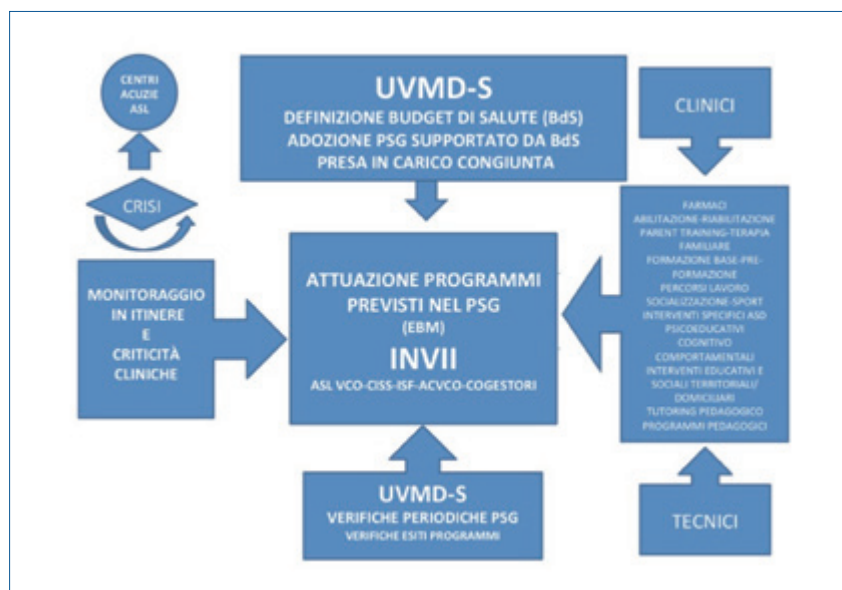 CENTRI
ACUZIE
ASL
CRISI
MONITORAGGIO
IN ITINERE
E
CRITICITÀ
CLINICHE
UVMD-S
DEFINIZIONE BUDGET DI SALUTE (BdS)
ADOZIONE PSG SUPPORTATO DA BdS
PRESA IN CARICO CONGIUNTA
ATTUAZIONE PROGRAMMI
PREVISTI NEL PSG
(EBM)
INVII
ASL VCO-CISS-ISF-ACVCO-COGESTORI
UVMD-S
VERIFICHE PERIODICHE PSG
VERIFICHE ESITI PROGRAMMI
CLINICI
FARMACI
ABILITAZIONE-RIABILITAZIONE
PARENT TRAINING-TERAPIA
FAMILIARE
FORMAZIONE BASE-PRE-
FORMAZIONE
PERCORSI LAVORO
SOCIALIZZAZIONE-SPORT
INTERVENTI SPECIFICI ASD
PSICOEDUCATIVI
COGNITIVO
COMPORTAMENTALI
INTERVENTI EDUCATIVI E
SOCIALI TERRITORIALI/
DOMICILIARI
TUTORING PEDAGOGICO
PROGRAMMI PEDAGOGICI
TECNICI